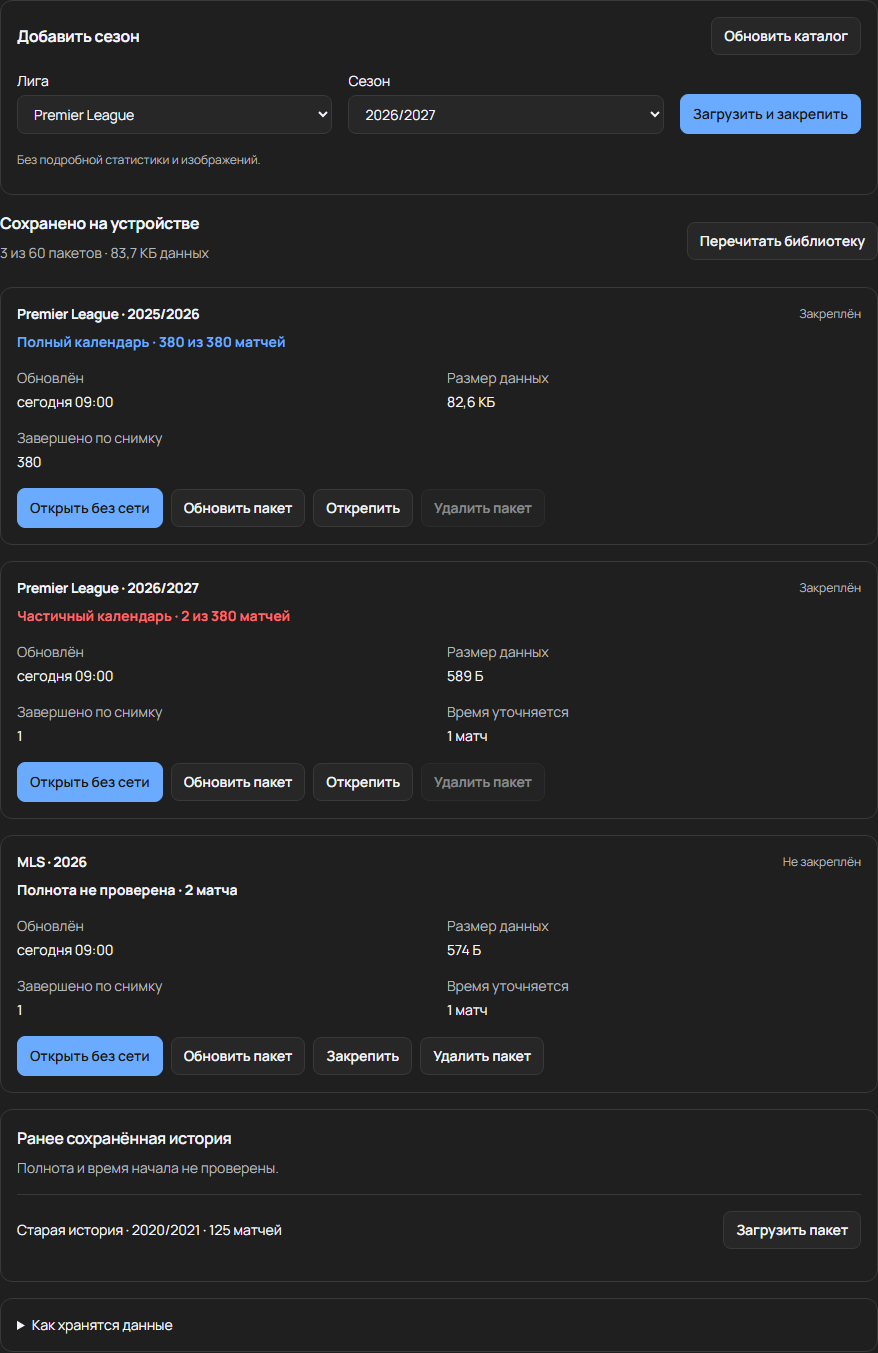 Добавить сезон
Обновить каталог
Лига
Сезон
Premier League
2026/2027
Загрузить и закрепить
Без подробной статистики и изображений.
Сохранено на устройстве
3 из 60 пакетов · 83,7 КБ данных
Перечитать библиотеку
Premier League · 2025/2026
Закреплён
Полный календарь · 380 из 380 матчей
Обновлён
Размер данных
сегодня 09:00
82,6 КБ
Завершено по снимку
380
Открыть без сети
Обновить пакет
Открепить
Удалить пакет
Premier League · 2026/2027
Закреплён
Частичный календарь · 2 из 380 матчей
Обновлён
Размер данных
сегодня 09:00
589 Б
Завершено по снимку
Время уточняется
1
1 матч
Открыть без сети
Обновить пакет
Открепить
Удалить пакет
MLS · 2026
Не закреплён
Полнота не проверена · 2 матча
Обновлён
Размер данных
сегодня 09:00
574 Б
Завершено по снимку
Время уточняется
1
1 матч
Открыть без сети
Обновить пакет
Закрепить
Удалить пакет
Ранее сохранённая история
Полнота и время начала не проверены.
Старая история · 2020/2021 · 125 матчей
Загрузить пакет
Как хранятся данные